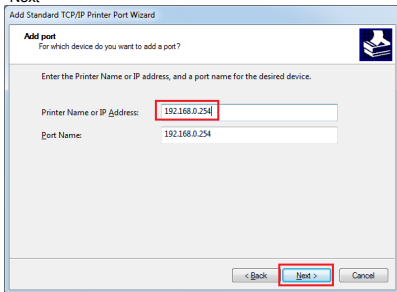 Next
Add Standard TCP/IP Printer Port Wizard
Add port
For which device do you want to add a port?
Enter the Printer Name or IP address, and a port name for the desired device.
Printer Name or IP Address: 192.168.0.254
Port Name: 192.168.0.254
< Back Next > Cancel